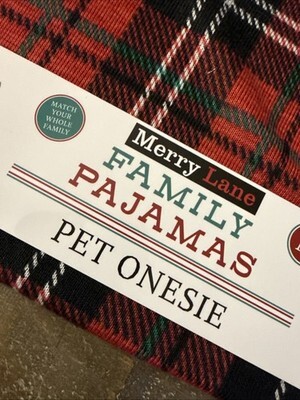 MATCH
YOUR
WHOLE
FAMILY
Merry Lane
FAMILY
PAJAMAS
PET ONESIE